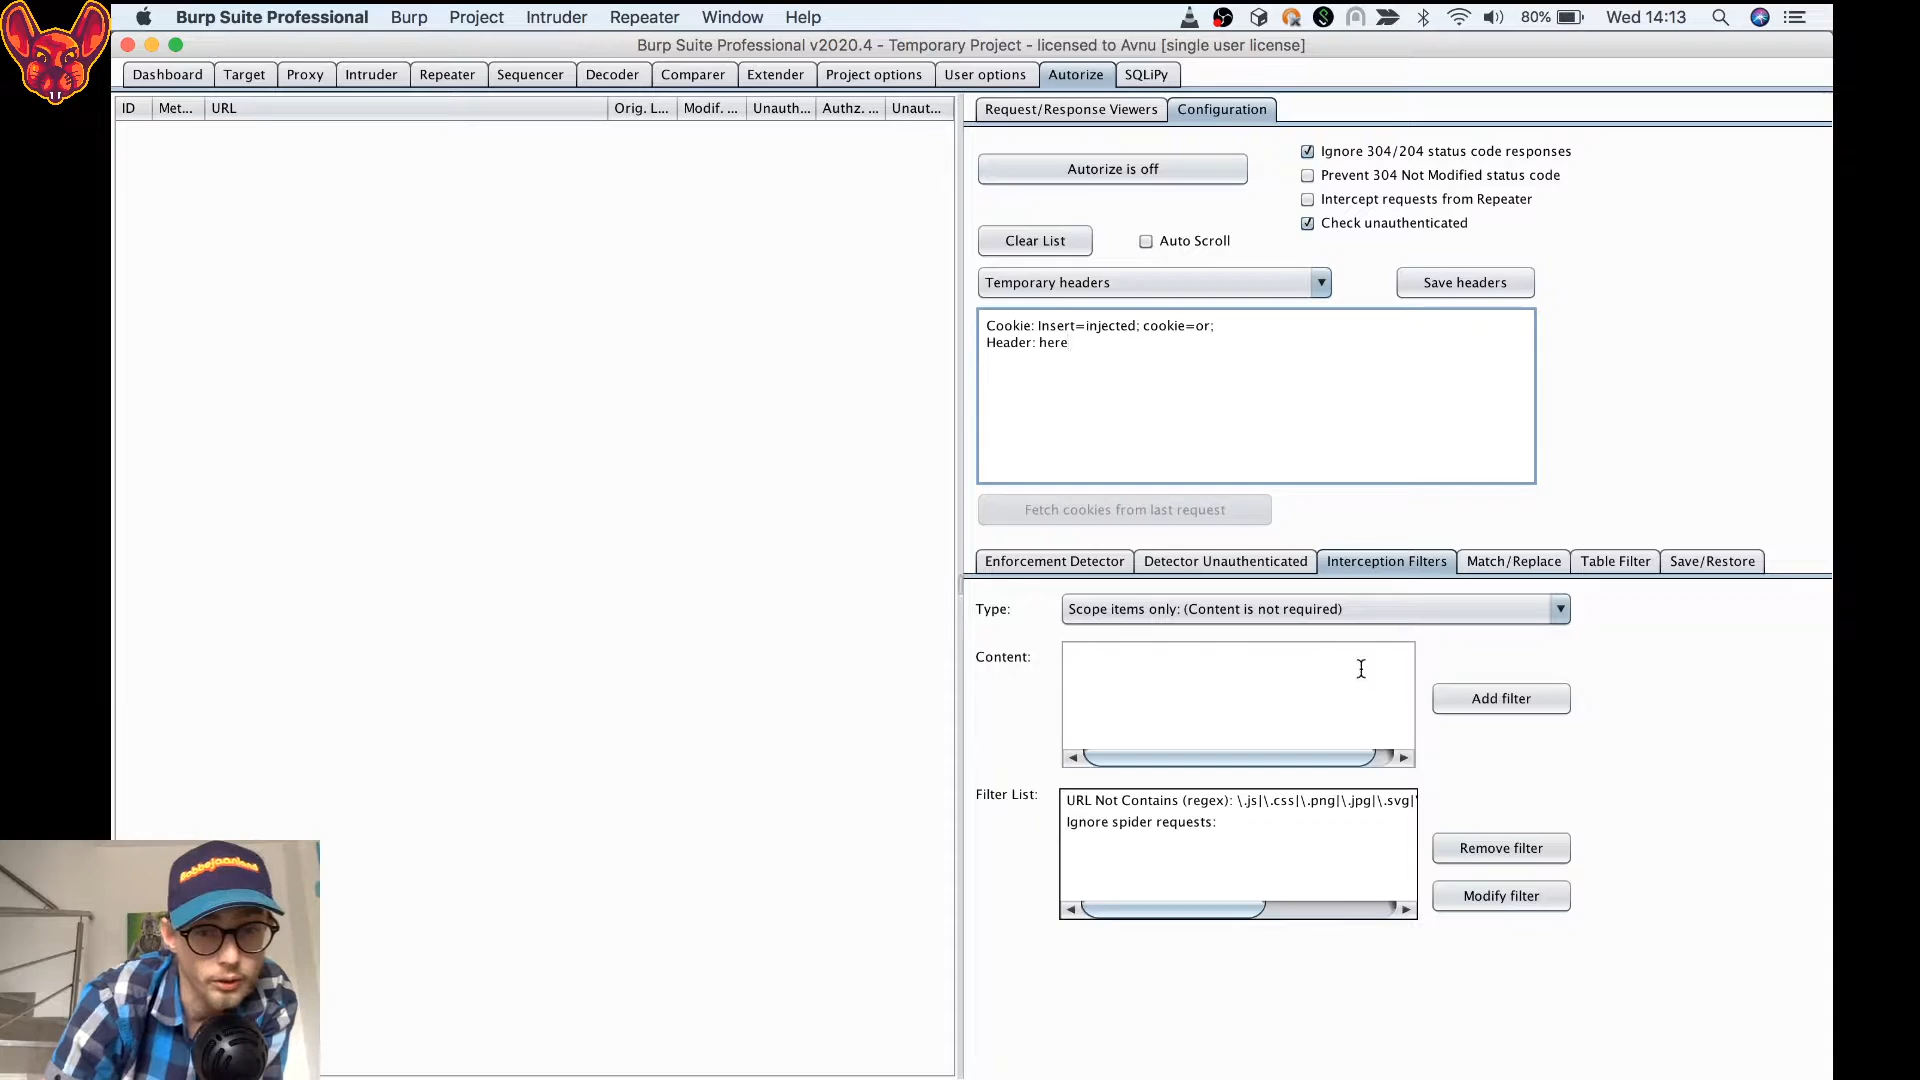 Burp Suite Professional Burp Project Intruder Repeater Window Help 80% Wed 14:13
Burp Suite Professional v2020.4 - Temporary Project - licensed to Avnu [single user license]
Dashboard Target Proxy Intruder Repeater Sequencer Decoder Comparer Extender Project options User options Autorize SQLiPy
ID Met... URL Orig. L... Modif. ... Unauth... Authz. ... Unaut...
Request/Response Viewers Configuration
Autorize is off
Ignore 304/204 status code responses
Prevent 304 Not Modified status code
Intercept requests from Repeater
Check unauthenticated
Clear List Auto Scroll
Temporary headers Save headers
Cookie: Insert=injected; cookie=or;
Header: here
Fetch cookies from last request
Enforcement Detector Detector Unauthenticated Interception Filters Match/Replace Table Filter Save/Restore
Type: Scope items only: (Content is not required)
Content:
Add filter
Filter List: URL Not Contains (regex): \.js|\.css|\.png|\.jpg|\.svg|
Ignore spider requests:
Remove filter
Modify filter